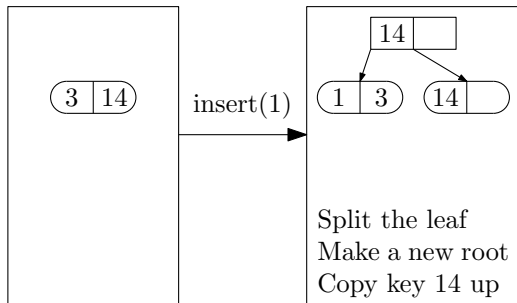 14
3 14
insert(1)
1 3
14
Split the leaf
Make a new root
Copy key 14 up